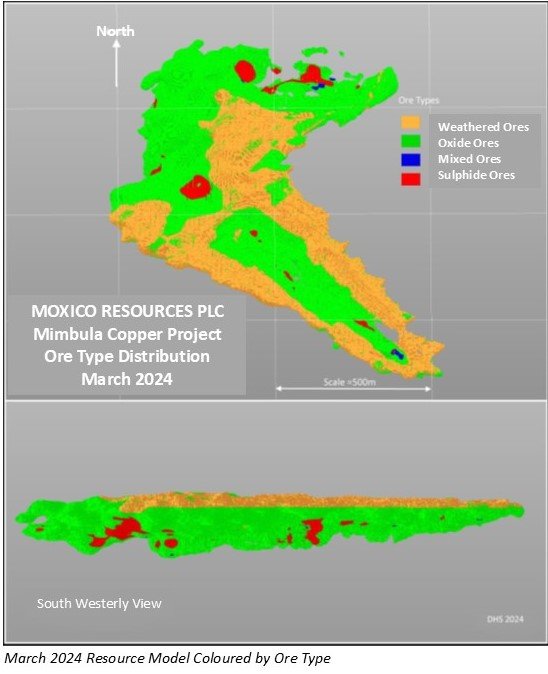 North
Ore Types
Weathered Ores
Oxide Ores
Mixed Ores
Sulphide Ores
MOXICO RESOURCES PLC
Mimbula Copper Project
Ore Type Distribution
March 2024
Scale =500m
South Westerly View
DHS 2024
March 2024 Resource Model Coloured by Ore Type